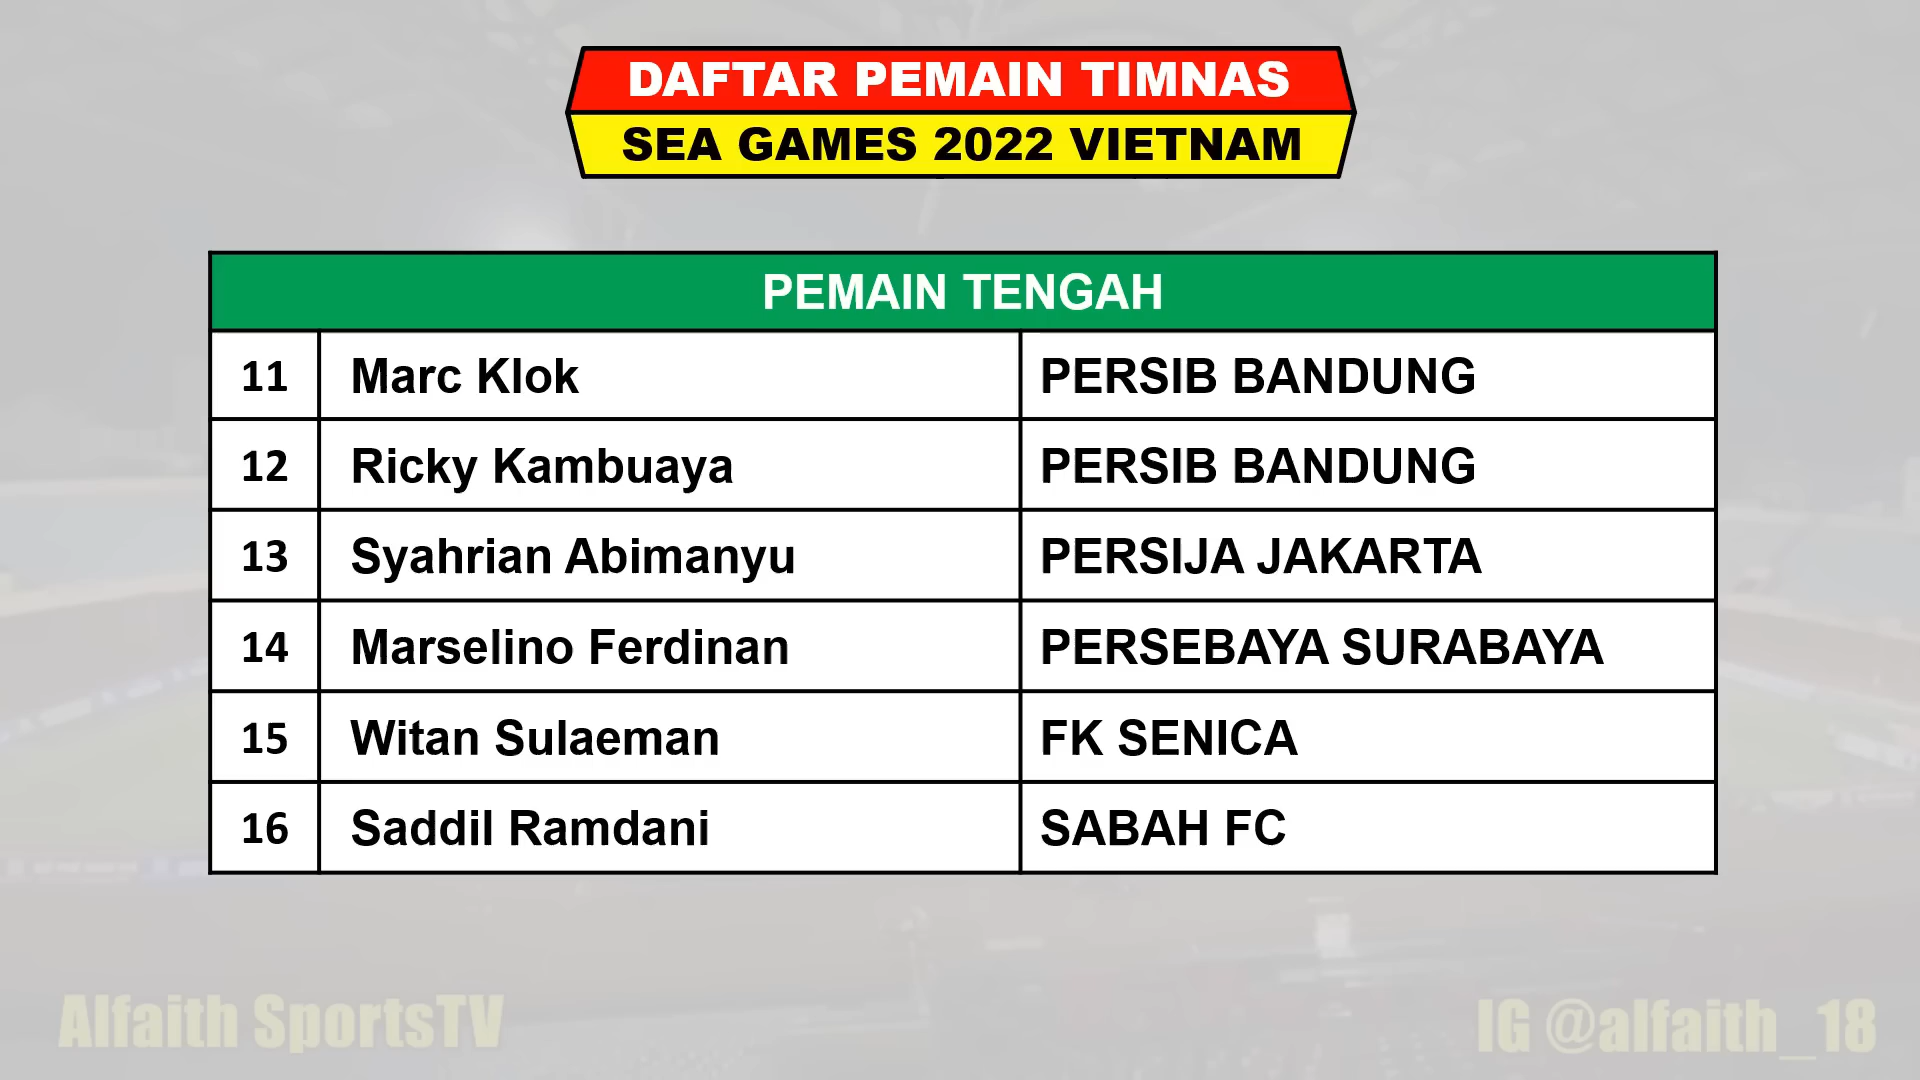 DAFTAR PEMAIN TIMNAS
SEA GAMES 2022 VIETNAM
PEMAIN TENGAH
11 Marc Klok PERSIB BANDUNG
12 Ricky Kambuaya PERSIB BANDUNG
13 Syahrian Abimanyu PERSIJA JAKARTA
14 Marselino Ferdinan PERSEBAYA SURABAYA
15 Witan Sulaeman FK SENICA
16 Saddil Ramdani SABAH FC
Alfaith SportsTV
IG @alfaith_18